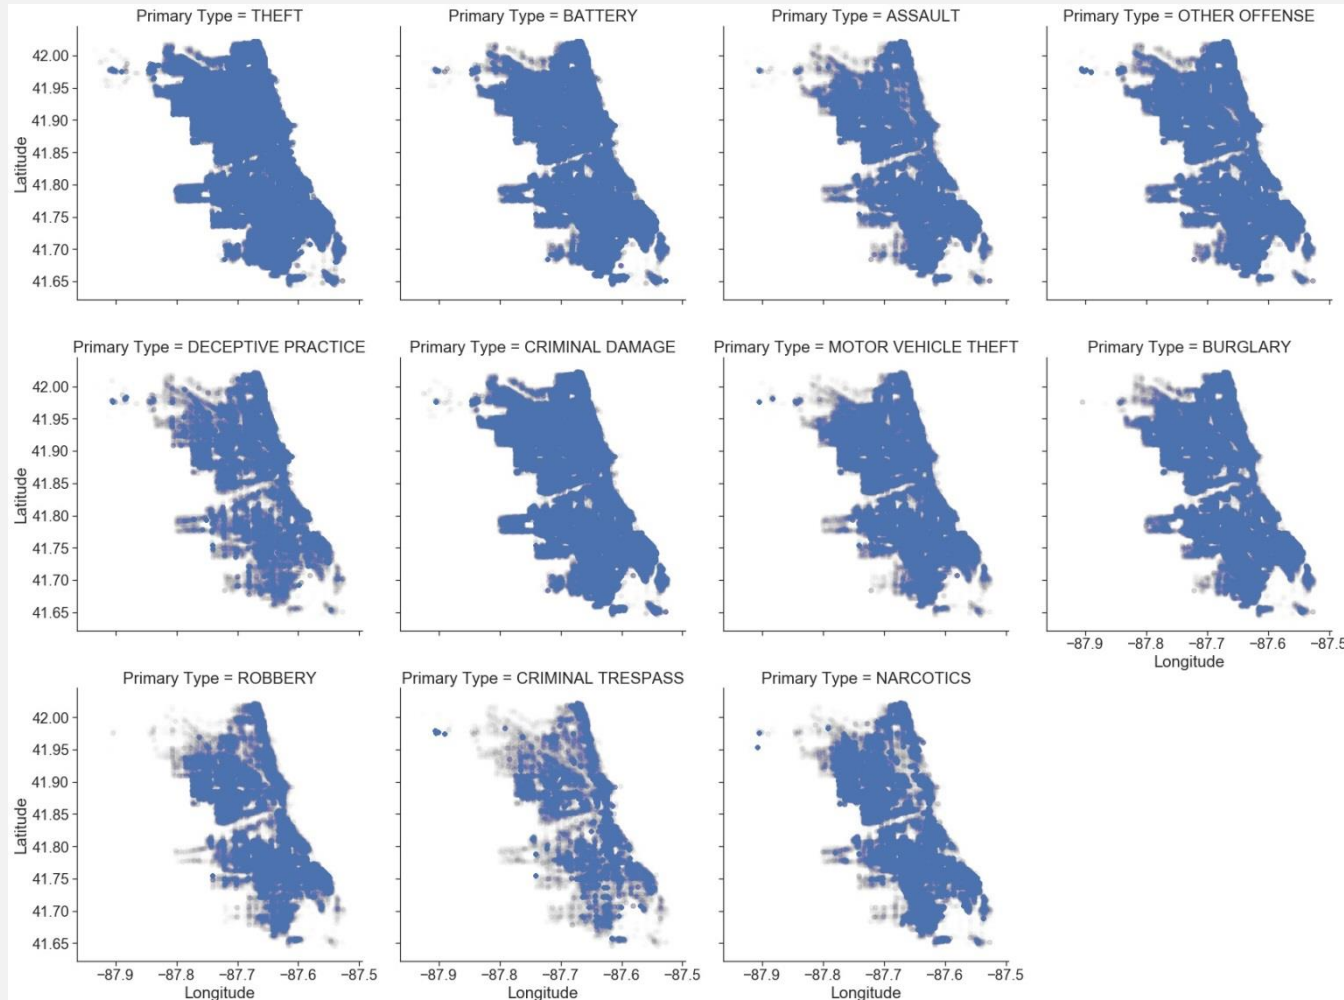 Primary Type = THEFT
Primary Type = BATTERY
Primary Type = ASSAULT
Primary Type = OTHER OFFENSE
42.00
41.95
41.90
41.85
41.80
41.75
41.70
41.65
Latitude
Primary Type = DECEPTIVE PRACTICE
Primary Type = CRIMINAL DAMAGE
Primary Type = MOTOR VEHICLE THEFT
Primary Type = BURGLARY
42.00
41.95
41.90
41.85
41.80
41.75
41.70
41.65
Latitude
−87.9 −87.8 −87.7 −87.6 −87.5
Longitude
Primary Type = ROBBERY
Primary Type = CRIMINAL TRESPASS
Primary Type = NARCOTICS
42.00
41.95
41.90
41.85
41.80
41.75
41.70
41.65
Latitude
−87.9 −87.8 −87.7 −87.6 −87.5
Longitude
−87.9 −87.8 −87.7 −87.6 −87.5
Longitude
−87.9 −87.8 −87.7 −87.6 −87.5
Longitude